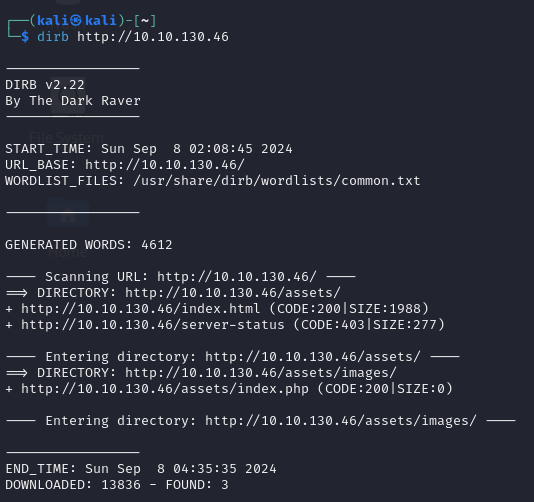 ┌──(kali㉿kali)-[~]
└─$ dirb http://10.10.130.46
-----------------
DIRB v2.22
By The Dark Raver
-----------------
File System
START_TIME: Sun Sep  8 02:08:45 2024
URL_BASE: http://10.10.130.46/
WORDLIST_FILES: /usr/share/dirb/wordlists/common.txt
-----------------
Home
GENERATED WORDS: 4612
---- Scanning URL: http://10.10.130.46/ ----
==> DIRECTORY: http://10.10.130.46/assets/
+ http://10.10.130.46/index.html (CODE:200|SIZE:1988)
+ http://10.10.130.46/server-status (CODE:403|SIZE:277)
---- Entering directory: http://10.10.130.46/assets/ ----
==> DIRECTORY: http://10.10.130.46/assets/images/
+ http://10.10.130.46/assets/index.php (CODE:200|SIZE:0)
---- Entering directory: http://10.10.130.46/assets/images/ ----
-----------------
END_TIME: Sun Sep  8 04:35:35 2024
DOWNLOADED: 13836 - FOUND: 3